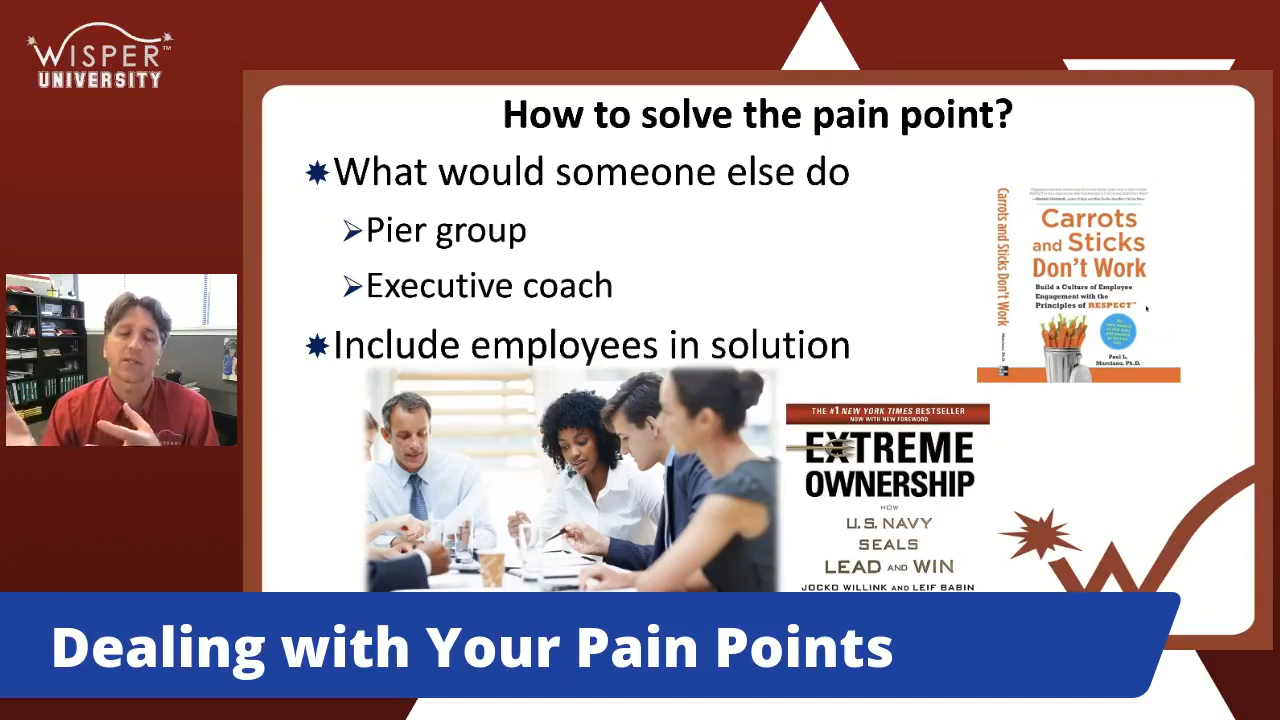 WISPER™
UNIVERSITY
How to solve the pain point?
What would someone else do
Pier group
Executive coach
Include employees in solution
Carrots and Sticks Don't Work
Carrots
and Sticks
Don't Work
Build a Culture of Employee
Engagement with the
Principles of RESPECT™
Paul L.
Marciano, Ph.D.
THE #1 NEW YORK TIMES BESTSELLER
NOW WITH NEW FOREWORD
EXTREME
OWNERSHIP
HOW
U.S. NAVY
SEALS
LEAD AND WIN
JOCKO WILLINK AND LEIF BABIN
Dealing with Your Pain Points